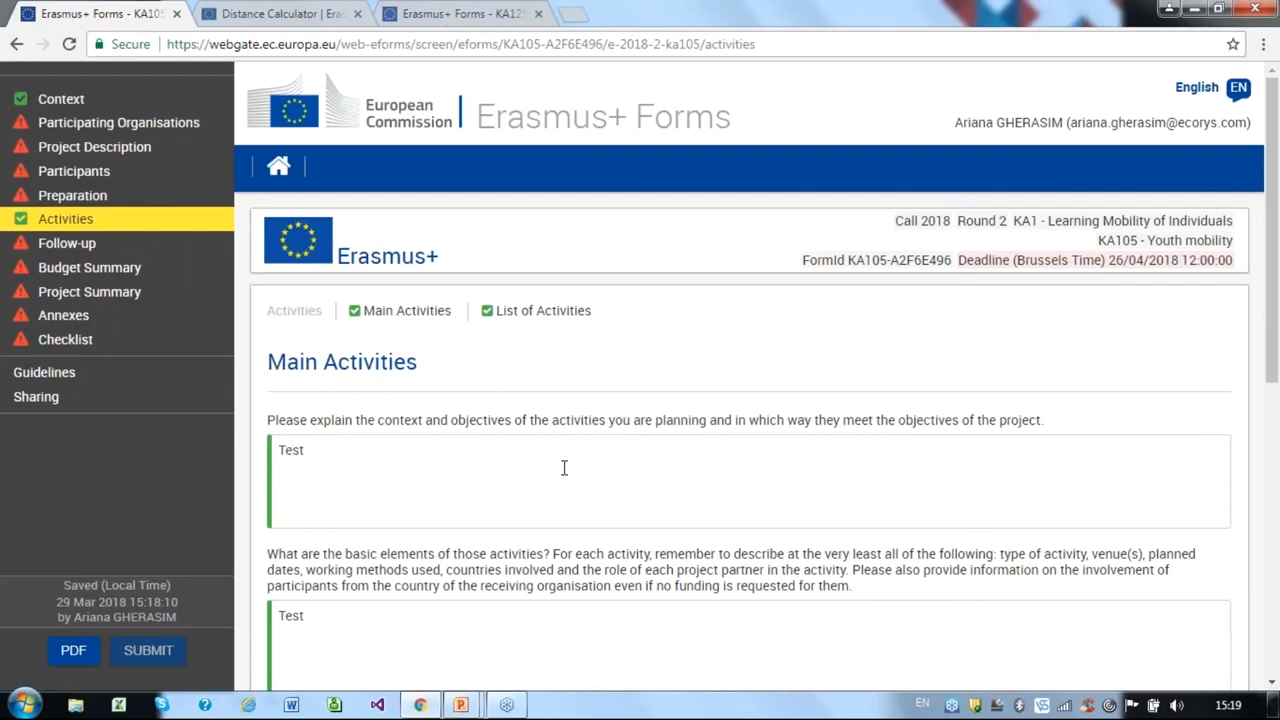 Erasmus+ Forms - KA105
Distance Calculator | Eras
Erasmus+ Forms - KA12
Secure
https://webgate.ec.europa.eu/web-eforms/screen/eforms/KA105-A2F6E496/e-2018-2-ka105/activities
Context
Participating Organisations
Project Description
Participants
Preparation
Activities
Follow-up
Budget Summary
Project Summary
Annexes
Checklist
Guidelines
Sharing
Saved (Local Time)
29 Mar 2018 15:18:10
by Ariana GHERASIM
PDF
SUBMIT
European
Commission
Erasmus+ Forms
English EN
Ariana GHERASIM (ariana.gherasim@ecorys.com)
Erasmus+
Call 2018 Round 2 KA1 - Learning Mobility of Individuals
KA105 - Youth mobility
FormId KA105-A2F6E496 Deadline (Brussels Time) 26/04/2018 12:00:00
Activities
Main Activities
List of Activities
Main Activities
Please explain the context and objectives of the activities you are planning and in which way they meet the objectives of the project.
Test
What are the basic elements of those activities? For each activity, remember to describe at the very least all of the following: type of activity, venue(s), planned
dates, working methods used, countries involved and the role of each project partner in the activity. Please also provide information on the involvement of
participants from the country of the receiving organisation even if no funding is requested for them.
Test
EN
15:19